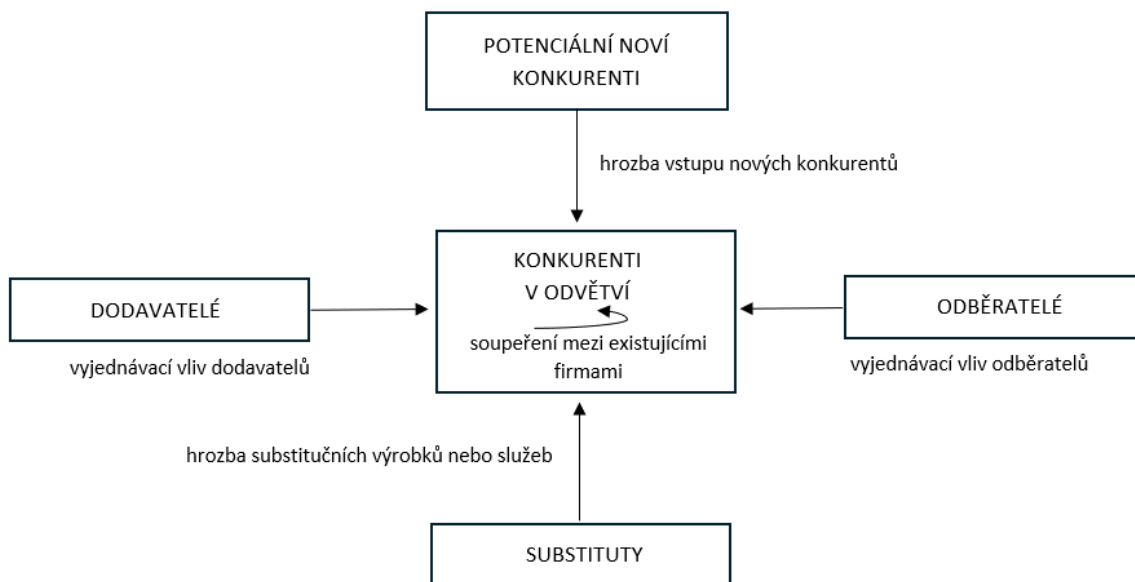 POTENCIÁLNÍ NOVÍ
KONKURENTI
hrozba vstupu nových konkurentů
KONKURENTI
V ODVĚTVÍ
soupeření mezi existujícími
firmami
DODAVATELÉ
vyjednávací vliv dodavatelů
ODBĚRATELÉ
vyjednávací vliv odběratelů
hrozba substitučních výrobků nebo služeb
SUBSTITUTY